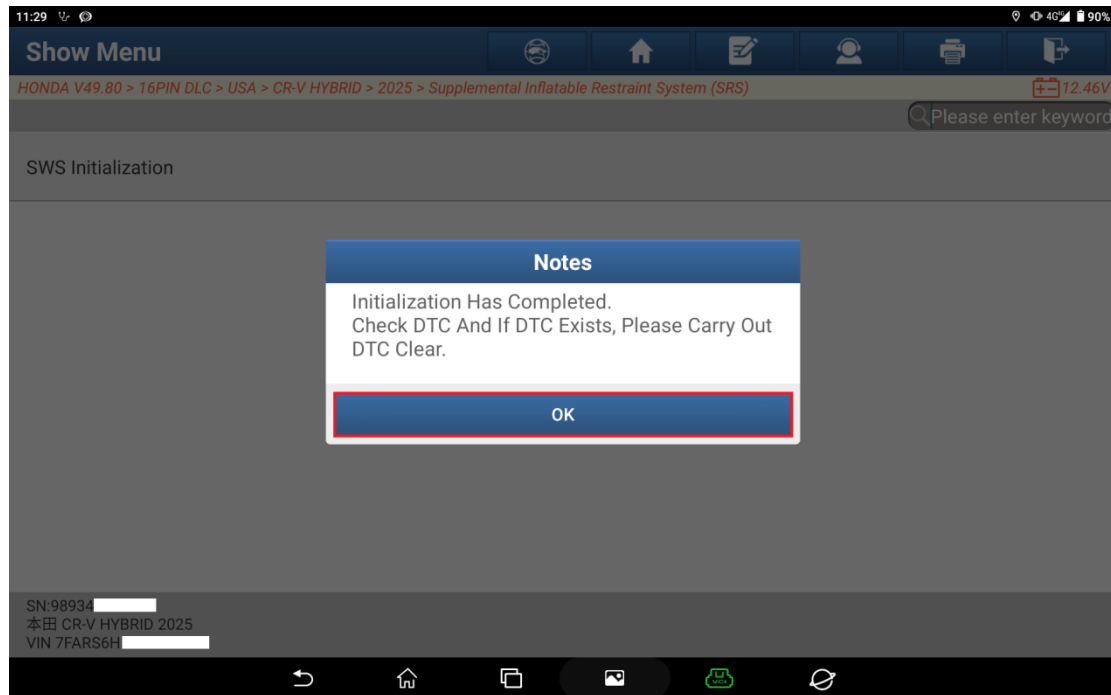 11:29 4G 90%
Show Menu
HONDA V49.80 > 16PIN DLC > USA > CR-V HYBRID > 2025 > Supplemental Inflatable Restraint System (SRS) 12.46V
Please enter keyword
SWS Initialization
Notes
Initialization Has Completed.
Check DTC And If DTC Exists, Please Carry Out
DTC Clear.
OK
SN:98934
本田 CR-V HYBRID 2025
VIN 7FARS6H
VCI